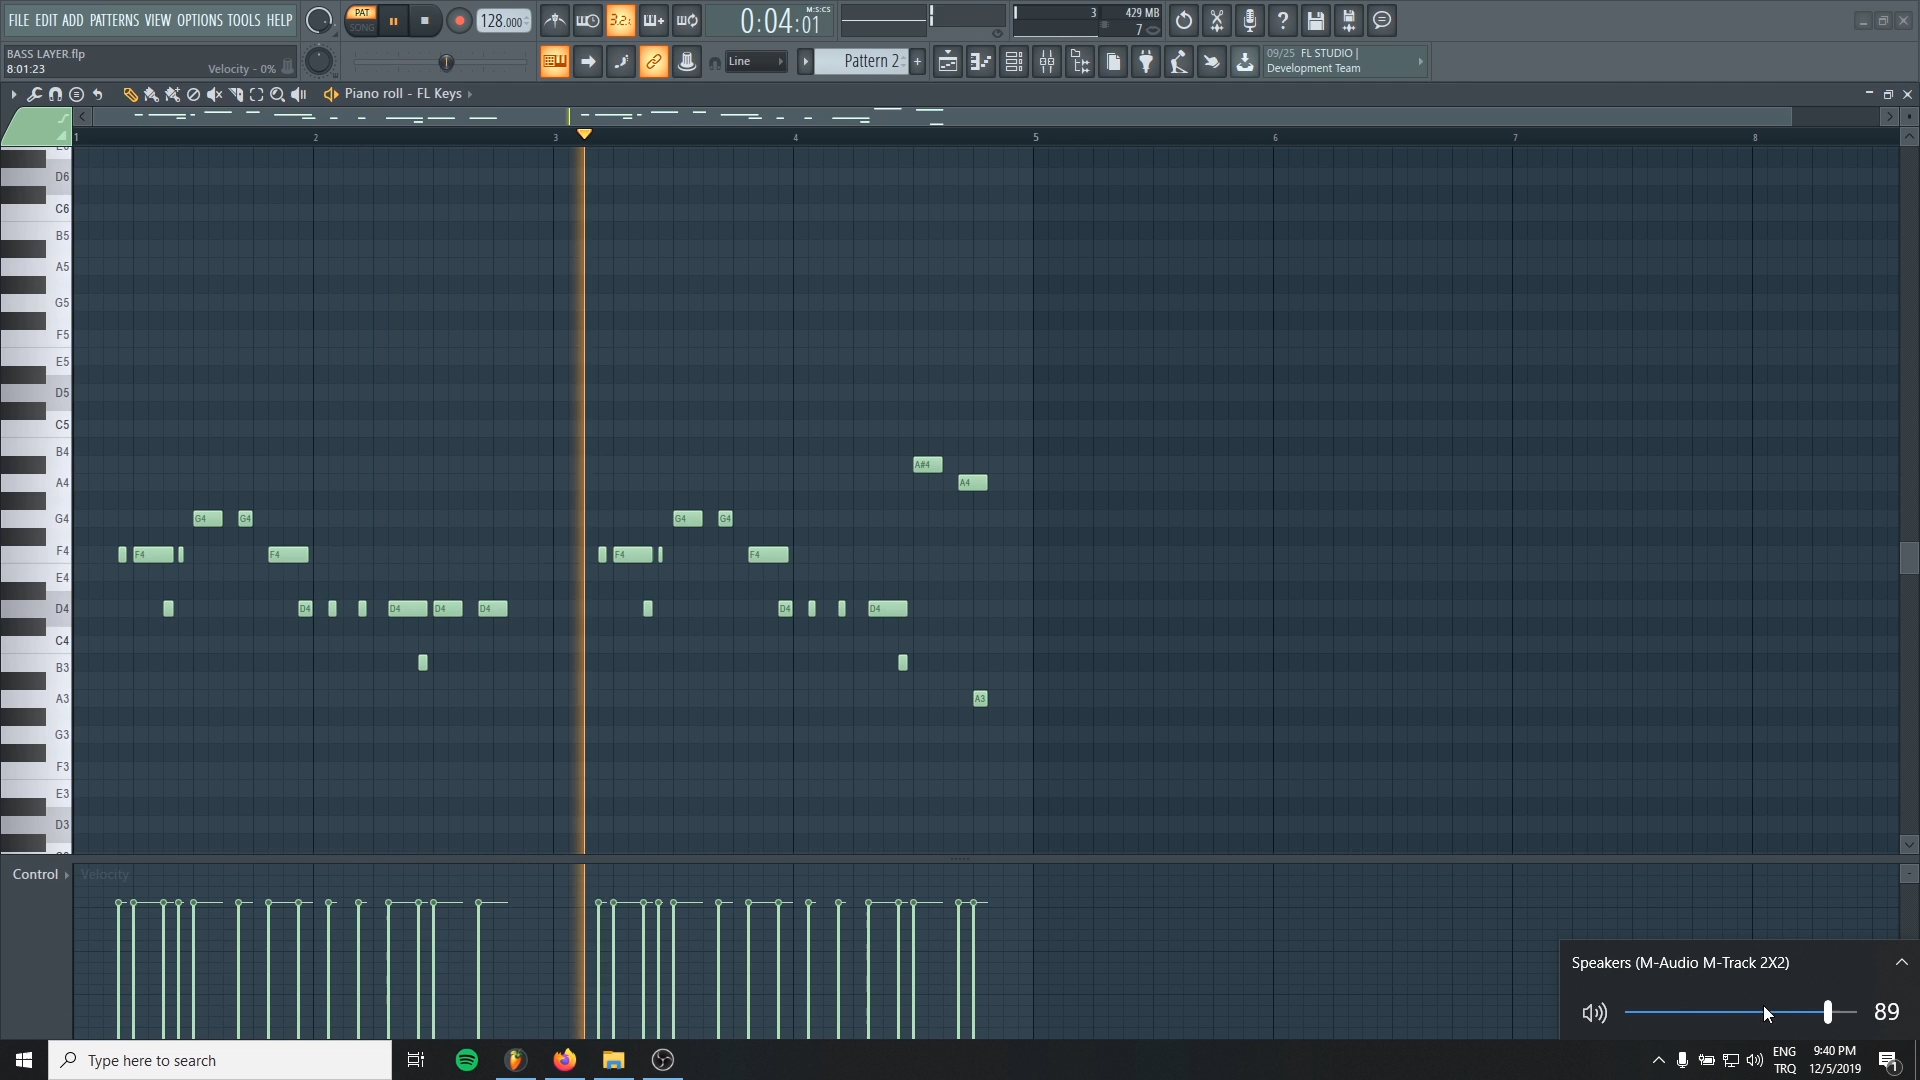 FILE EDIT ADD PATTERNS VIEW OPTIONS TOOLS HELP
PAT
SONG
128.000
3.2.
0:04:01
M:S:CS
3
429 MB
7
BASS LAYER.flp
8:01:23
Velocity - 0%
Line
Pattern 2
+
09/25 FL STUDIO |
Development Team
Piano roll - FL Keys
1 2 3 4 5 6 7 8
D6
C6
B5
A5
G5
F5
E5
D5
C5
B4
A#4
A4
A4
G4
G4
G4
G4
G4
F4
F4
F4
F4
F4
E4
D4
D4
D4
D4
D4
D4
D4
C4
B3
A3
A3
G3
F3
E3
D3
Control
Velocity
Speakers (M-Audio M-Track 2X2)
89
Type here to search
ENG
TRQ
9:40 PM
12/5/2019
1